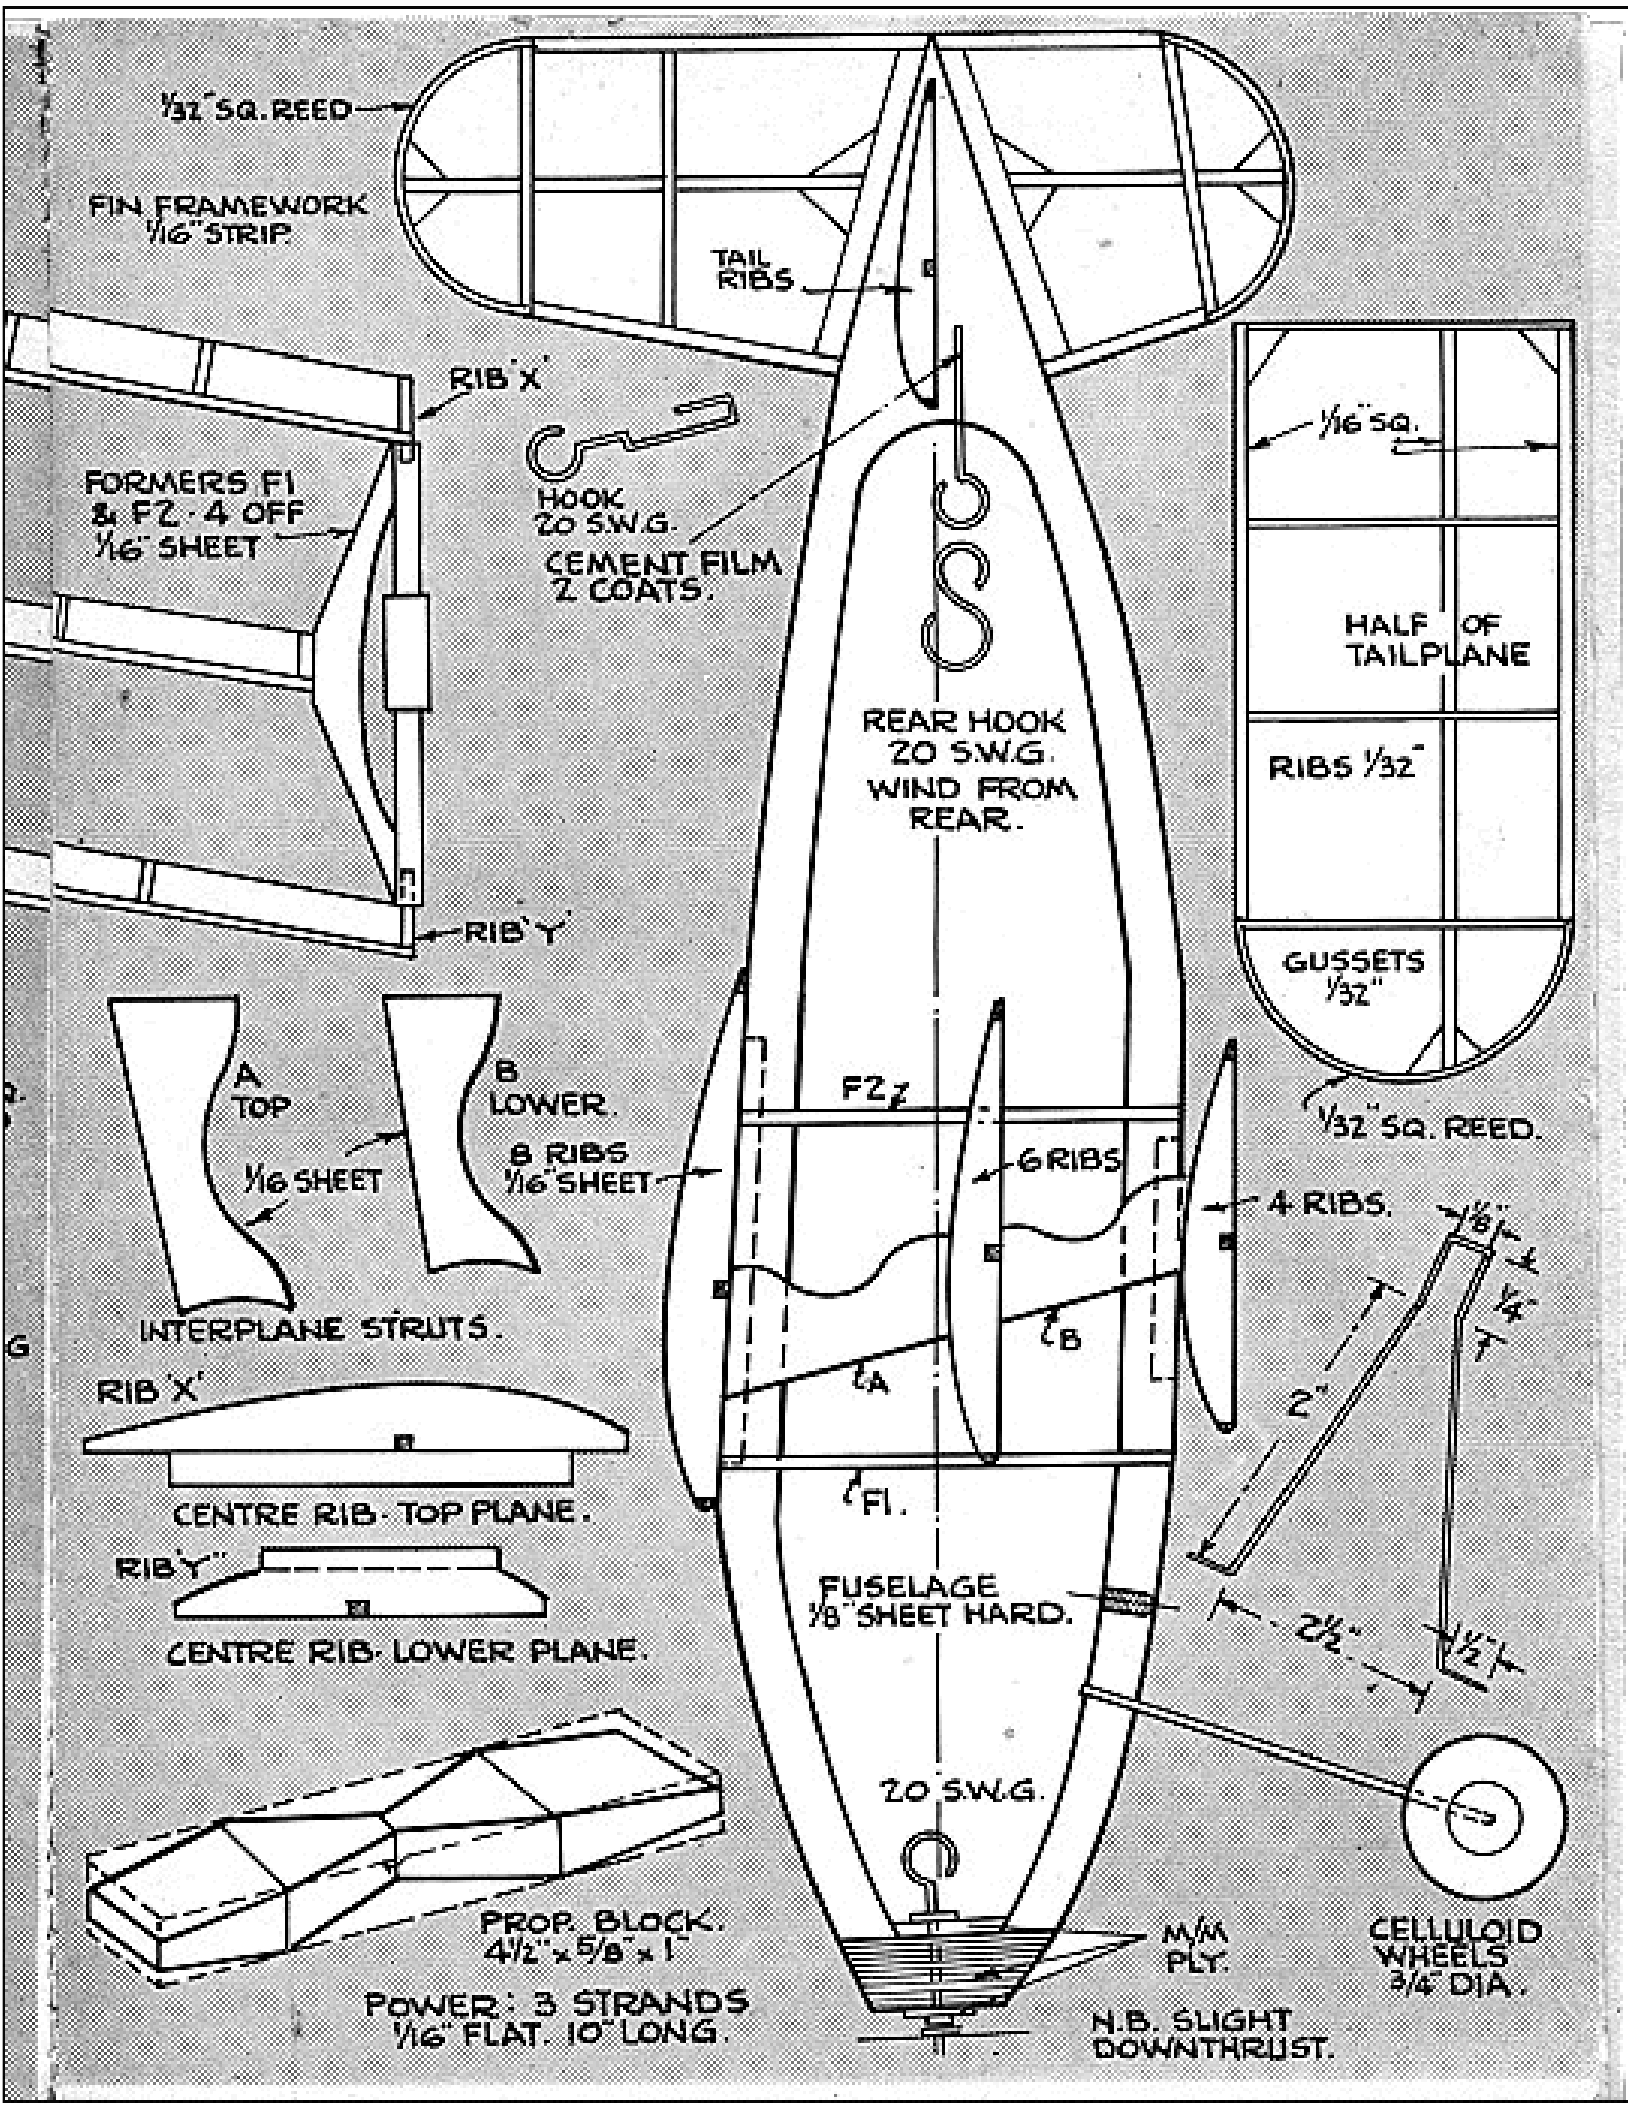 1/32" SQ. REED
FIN FRAMEWORK
1/16" STRIP.
TAIL
RIBS
RIB 'X'
FORMERS F1
& F2 · 4 OFF
1/16" SHEET
HOOK
20 S.W.G.
CEMENT FILM
2 COATS.
1/16" SQ.
HALF OF
TAILPLANE
RIBS 1/32"
GUSSETS
1/32"
1/32" SQ. REED.
REAR HOOK
20 S.W.G.
WIND FROM
REAR.
RIB 'Y'
A
TOP
B
LOWER.
1/16 SHEET
8 RIBS
1/16" SHEET
INTERPLANE STRUTS.
F2
6 RIBS
4 RIBS.
A
B
F1.
1/8"
1/4"
2"
2 1/2"
1/2"
G
RIB 'X'
CENTRE RIB · TOP PLANE.
RIB 'Y'
CENTRE RIB · LOWER PLANE.
FUSELAGE
1/8" SHEET HARD.
20 S.W.G.
PROP. BLOCK.
4 1/2" x 5/8" x 1"
POWER: 3 STRANDS
1/16" FLAT. 10" LONG.
M/M
PLY.
CELLULOID
WHEELS
3/4" DIA.
N.B. SLIGHT
DOWNTHRUST.